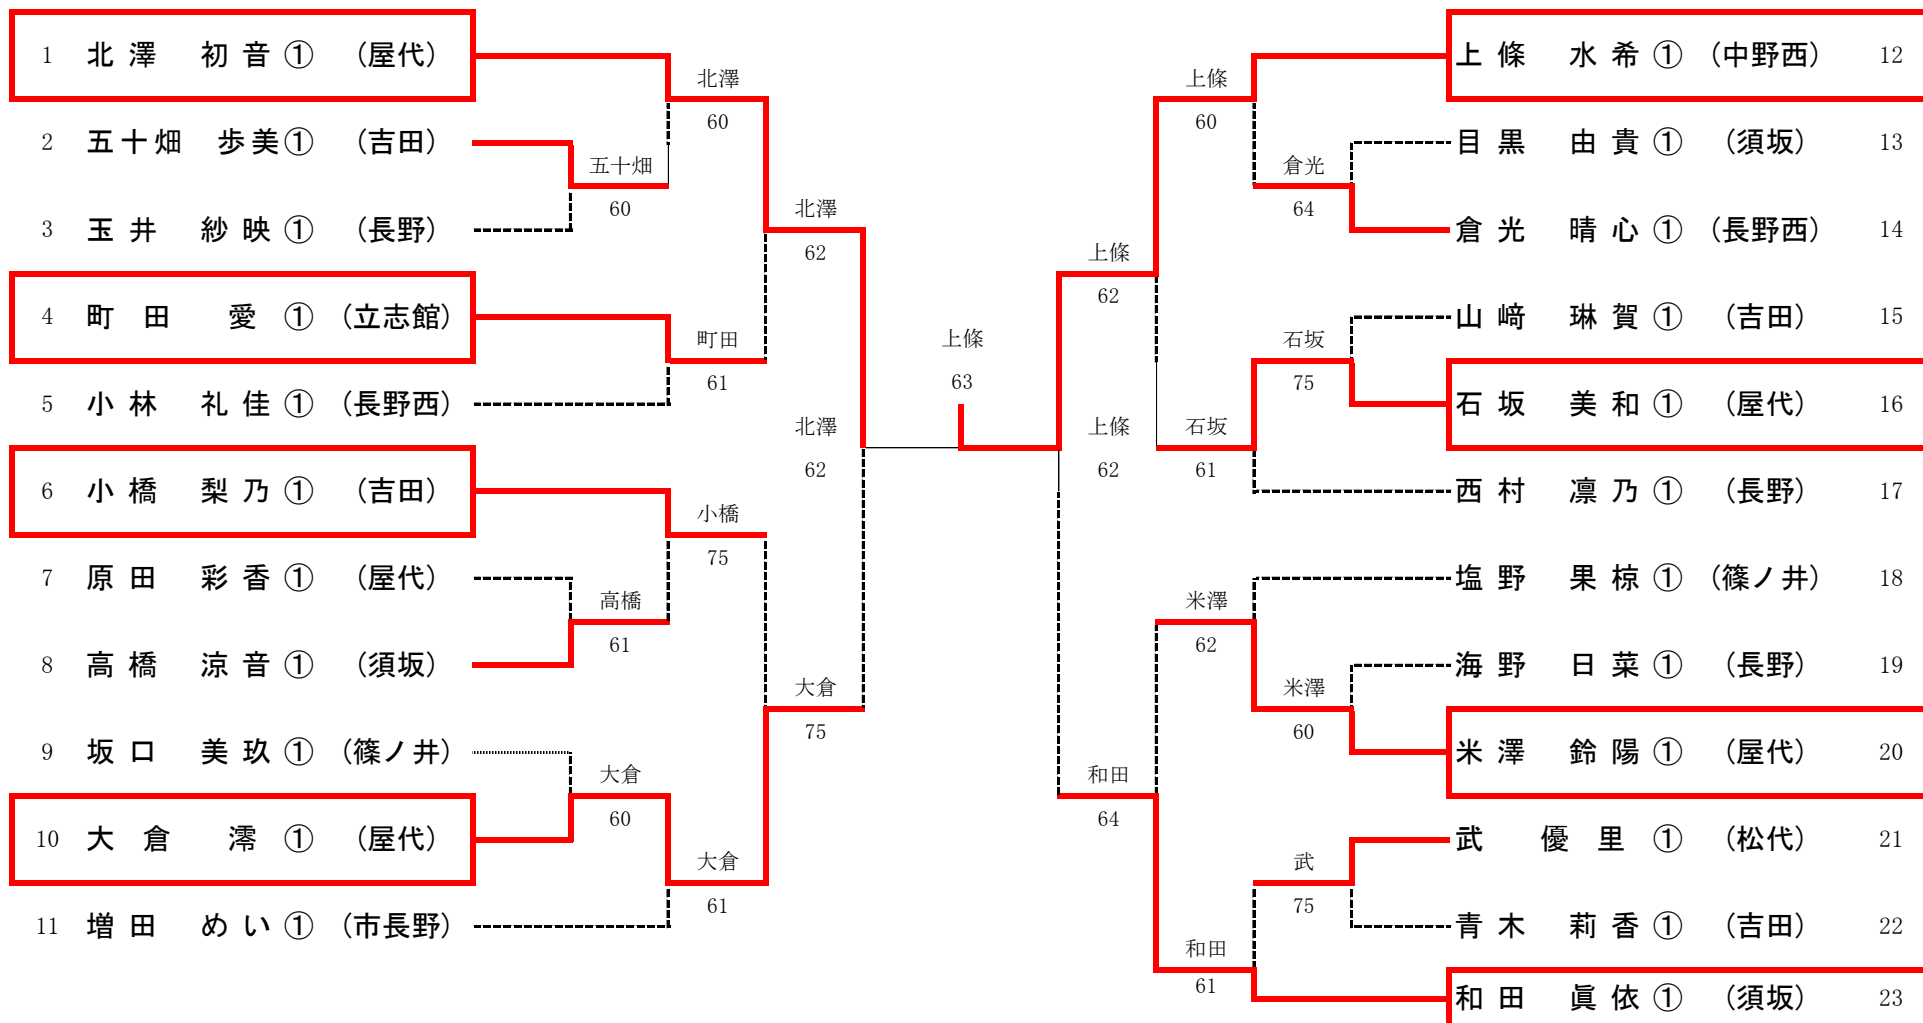 1 北澤 初音① (屋代)
2 五十畑 歩美① (吉田)
3 玉井 紗映① (長野)
4 町田 愛① (立志館)
5 小林 礼佳① (長野西)
6 小橋 梨乃① (吉田)
7 原田 彩香① (屋代)
8 高橋 涼音① (須坂)
9 坂口 美玖① (篠ノ井)
10 大倉 澪① (屋代)
11 増田 めい① (市長野)
五十畑
60
高橋
61
大倉
60
北澤
60
町田
61
小橋
75
大倉
61
北澤
62
大倉
75
北澤
62
上條
63
上條
62
上條
62
和田
64
上條
60
石坂
61
米澤
62
和田
61
倉光
64
石坂
75
米澤
60
武
75
上條 水希① (中野西) 12
目黒 由貴① (須坂) 13
倉光 晴心① (長野西) 14
山﨑 琳賀① (吉田) 15
石坂 美和① (屋代) 16
西村 凛乃① (長野) 17
塩野 果椋① (篠ノ井) 18
海野 日菜① (長野) 19
米澤 鈴陽① (屋代) 20
武 優里① (松代) 21
青木 莉香① (吉田) 22
和田 眞依① (須坂) 23